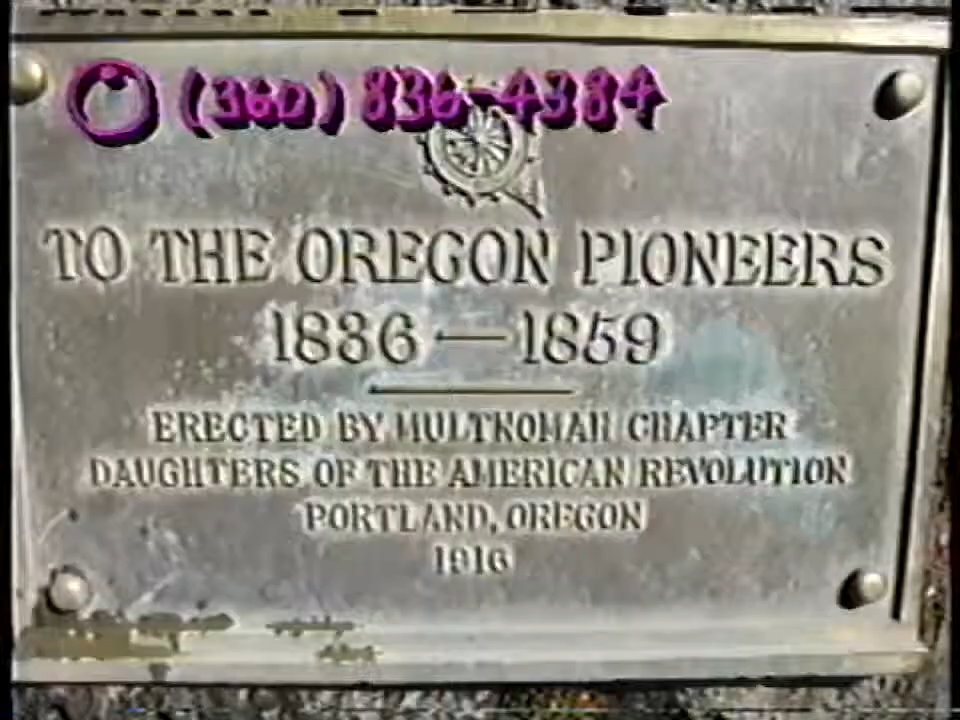 (360) 836-4384
TO THE OREGON PIONEERS
1836—1859
ERECTED BY MULTNOMAH CHAPTER
DAUGHTERS OF THE AMERICAN REVOLUTION
PORTLAND, OREGON
1916